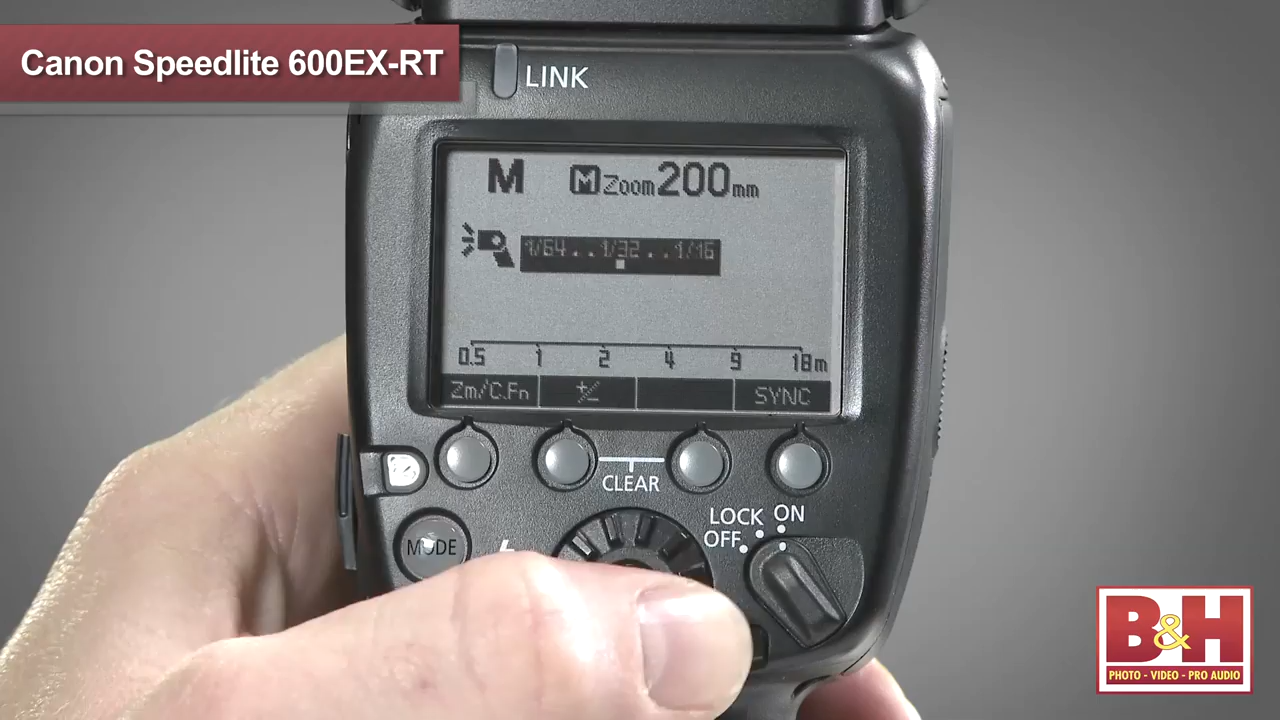 Canon Speedlite 600EX-RT
LINK
M M Zoom 200mm
1/64..1/32..1/16
0.5 1 2 4 9 18m
Zm/C.Fn +/- SYNC
CLEAR
LOCK ON
OFF
MODE
B&H
PHOTO - VIDEO - PRO AUDIO